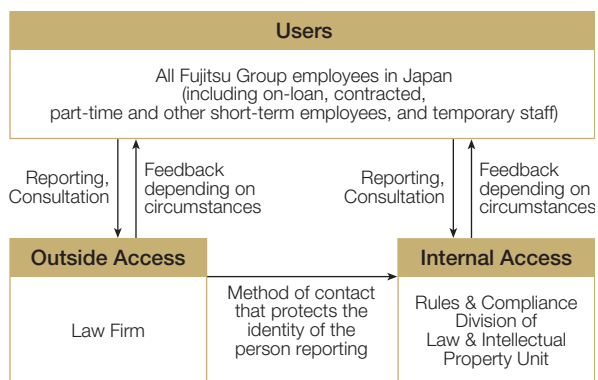 Users
All Fujitsu Group employees in Japan
(including on-loan, contracted,
part-time and other short-term employees, and temporary staff)
Reporting,
Consultation
Feedback
depending on
circumstances
Reporting,
Consultation
Feedback
depending on
circumstances
Outside Access
Law Firm
Method of contact
that protects the
identity of the
person reporting
Internal Access
Rules & Compliance
Division of
Law & Intellectual
Property Unit